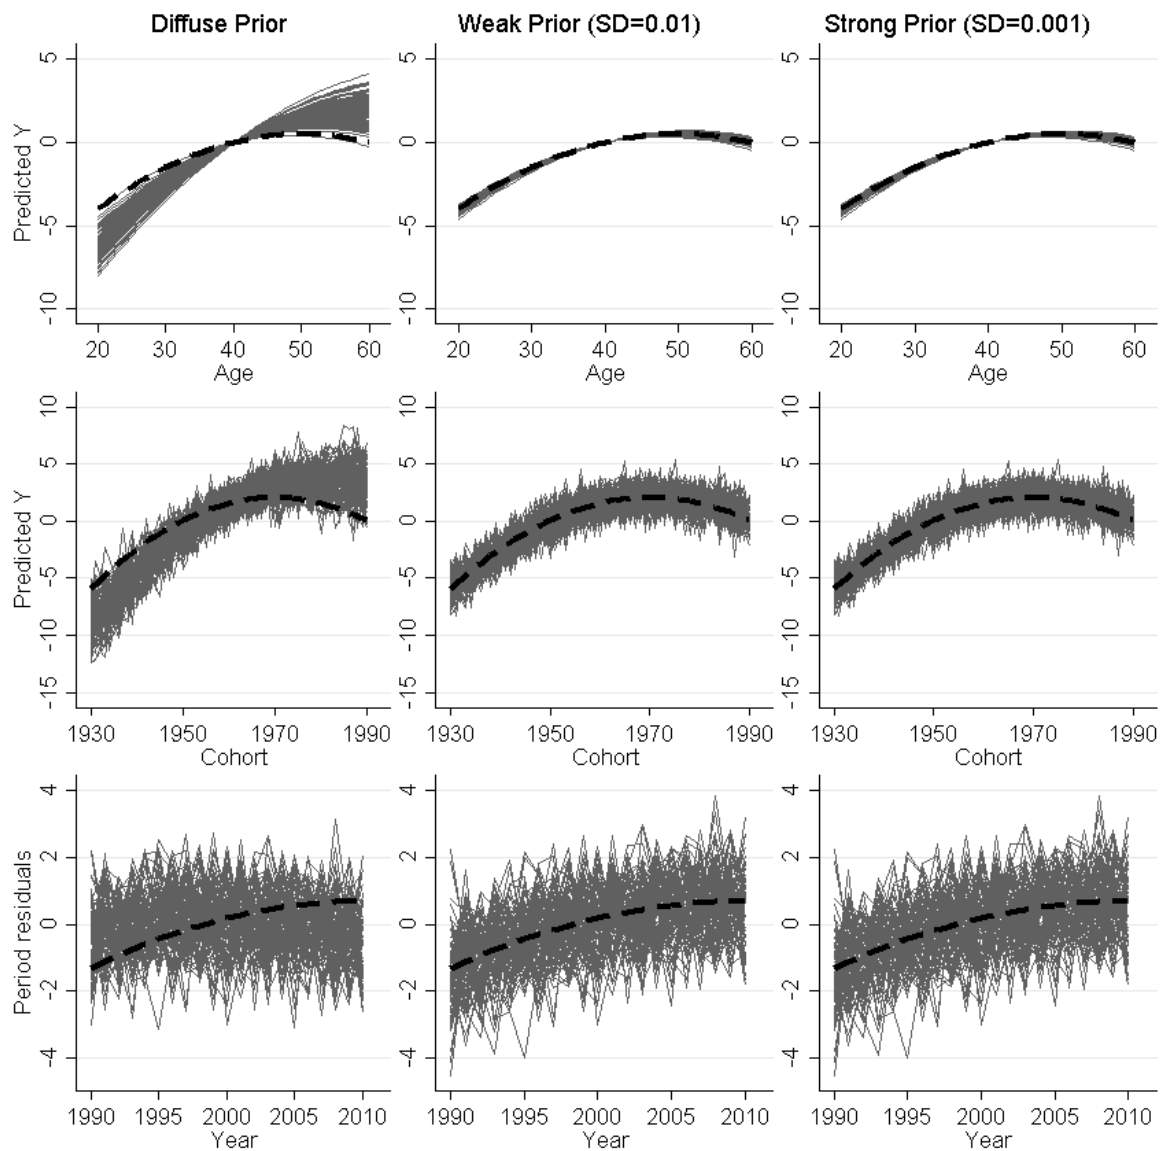 Diffuse Prior
Weak Prior (SD=0.01)
Strong Prior (SD=0.001)
Predicted Y
5
0
-5
-10
20 30 40 50 60
Age
5
0
-5
-10
20 30 40 50 60
Age
5
0
-5
-10
20 30 40 50 60
Age
Predicted Y
10
5
0
-5
-10
-15
1930 1950 1970 1990
Cohort
10
5
0
-5
-10
-15
1930 1950 1970 1990
Cohort
10
5
0
-5
-10
-15
1930 1950 1970 1990
Cohort
Period residuals
4
2
0
-2
-4
1990 1995 2000 2005 2010
Year
4
2
0
-2
-4
1990 1995 2000 2005 2010
Year
4
2
0
-2
-4
1990 1995 2000 2005 2010
Year